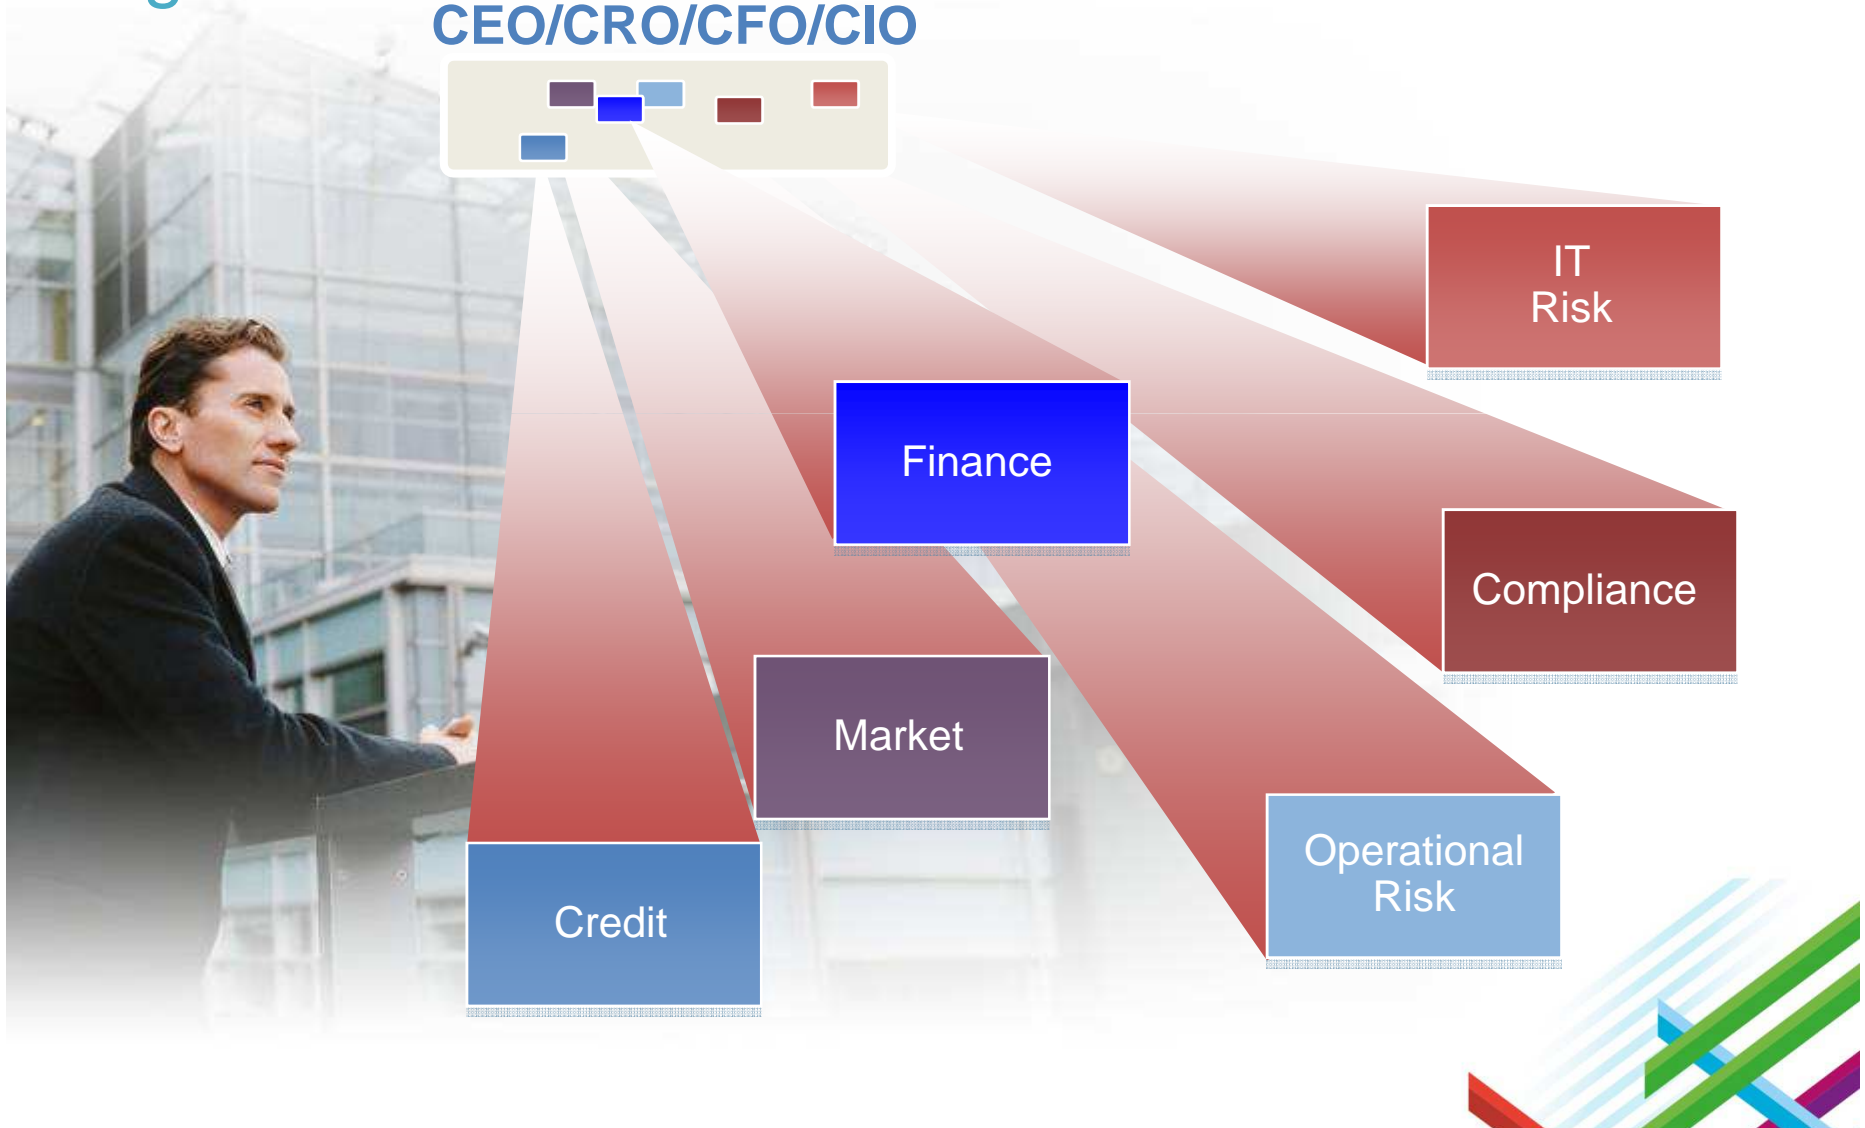 CEO/CRO/CFO/CIO
IT
Risk
Finance
Compliance
Market
Operational
Risk
Credit